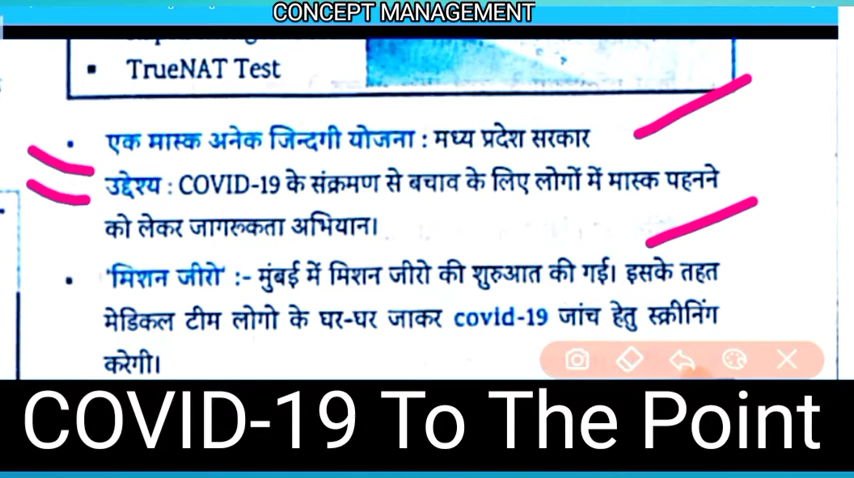 CONCEPT MANAGEMENT
▪ TrueNAT Test
• एक मास्क अनेक जिन्दगी योजना : मध्य प्रदेश सरकार
उद्देश्य : COVID-19 के संक्रमण से बचाव के लिए लोगों में मास्क पहनने
को लेकर जागरुकता अभियान।
• 'मिशन जीरो' :- मुंबई में मिशन जीरो की शुरुआत की गई। इसके तहत
मेडिकल टीम लोगो के घर-घर जाकर covid-19 जांच हेतु स्क्रीनिंग
करेगी।
COVID-19 To The Point